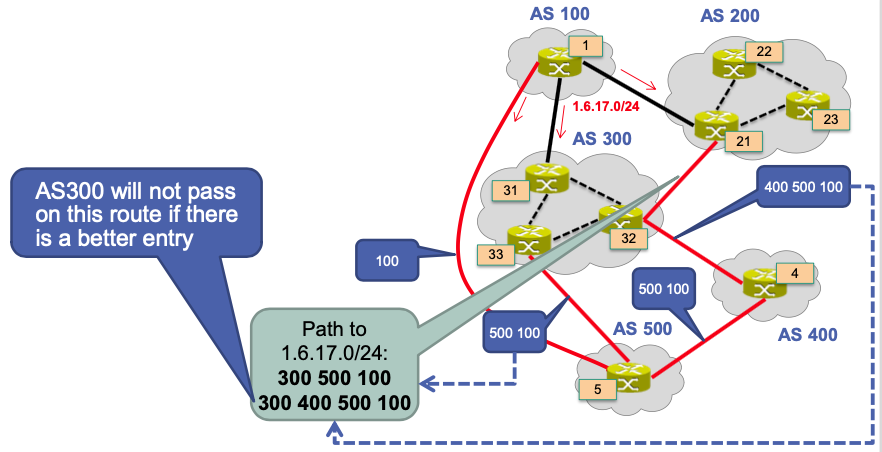 AS 100
AS 200
1
22
1.6.17.0/24
23
21
AS 300
AS300 will not pass
on this route if there
is a better entry
31
400 500 100
32
33
100
4
500 100
500 100
AS 500
AS 400
Path to
1.6.17.0/24:
300 500 100
300 400 500 100
5